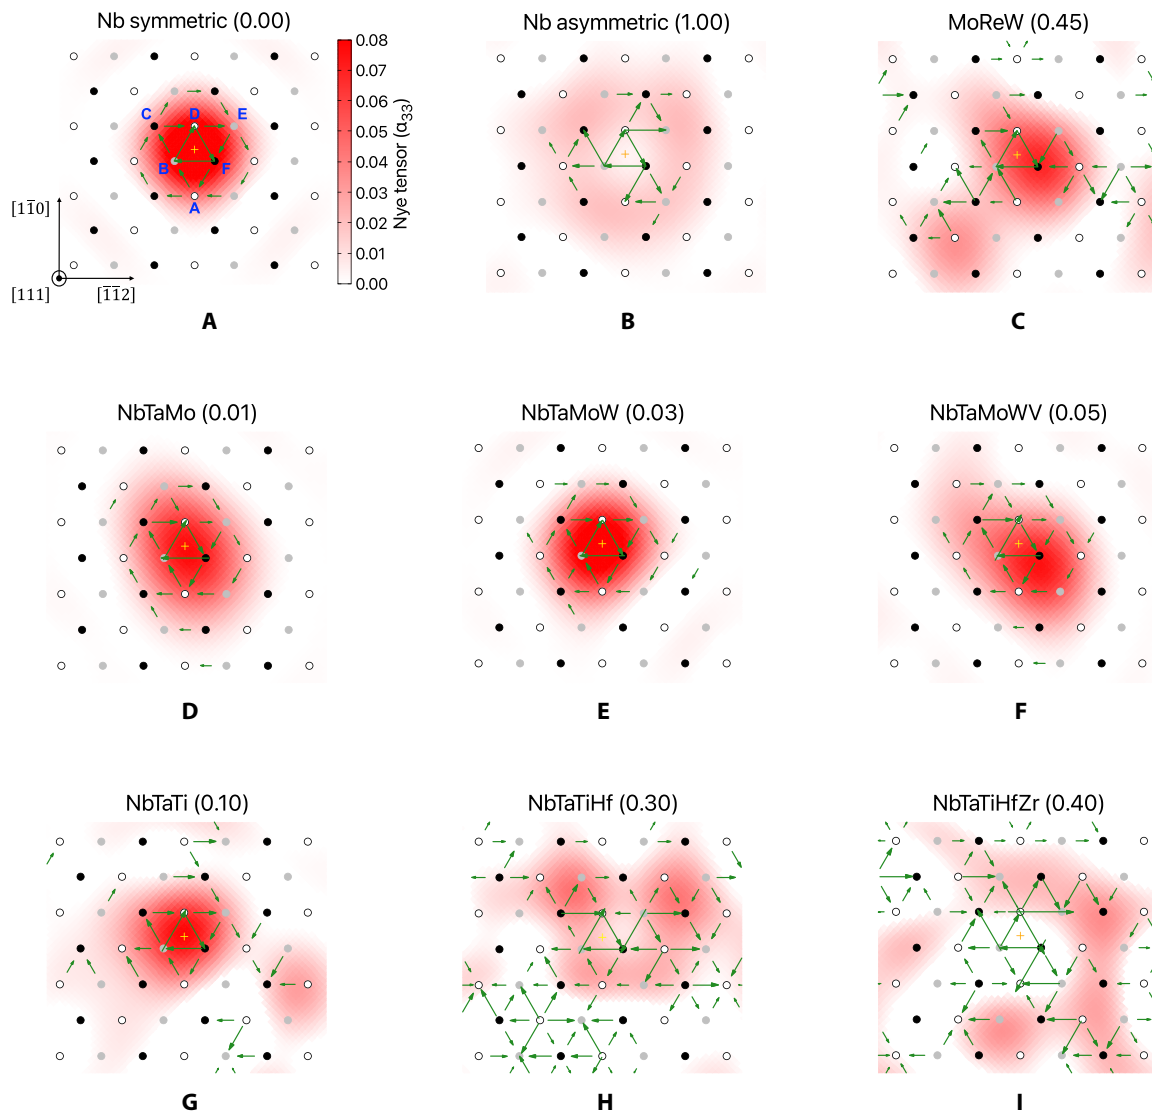 Nb symmetric (0.00)
Nb asymmetric (1.00)
MoReW (0.45)
C D E
B F
A
0.08
0.07
0.06
0.05
0.04
0.03
0.02
0.01
0.00
Nye tensor (α₃₃)
[11̅0]
[111]
[1̅1̅2]
A
B
C
NbTaMo (0.01)
NbTaMoW (0.03)
NbTaMoWV (0.05)
D
E
F
NbTaTi (0.10)
NbTaTiHf (0.30)
NbTaTiHfZr (0.40)
G
H
I